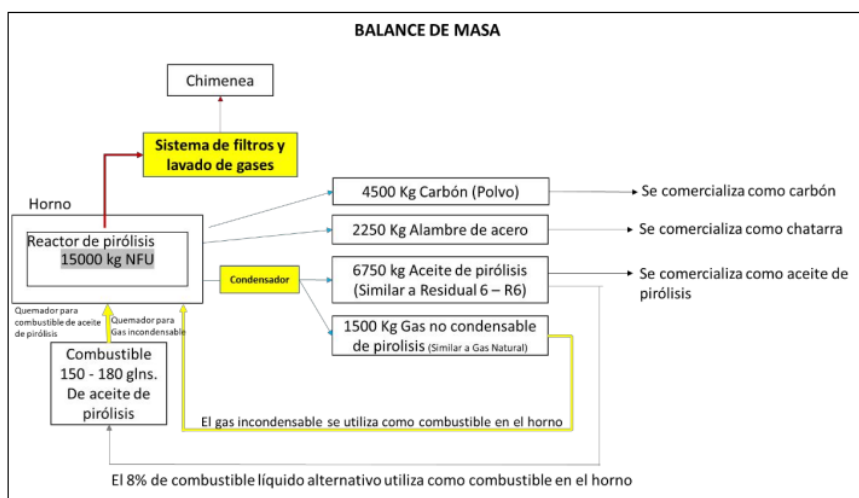 BALANCE DE MASA
Chimenea
Sistema de filtros y
lavado de gases
Horno
Reactor de pirólisis
15000 kg NFU
4500 Kg Carbón (Polvo)
Se comercializa como carbón
2250 Kg Alambre de acero
Se comercializa como chatarra
Condensador
6750 kg Aceite de pirólisis
(Similar a Residual 6 – R6)
Se comercializa como aceite de
pirólisis
1500 Kg Gas no condensable
de pirolisis (Similar a Gas Natural)
Quemador para
combustible de aceite
de pirólisis
Quemador para
Gas incondensable
Combustible
150 - 180 glns.
De aceite de
pirólisis
El gas incondensable se utiliza como combustible en el horno
El 8% de combustible líquido alternativo utiliza como combustible en el horno